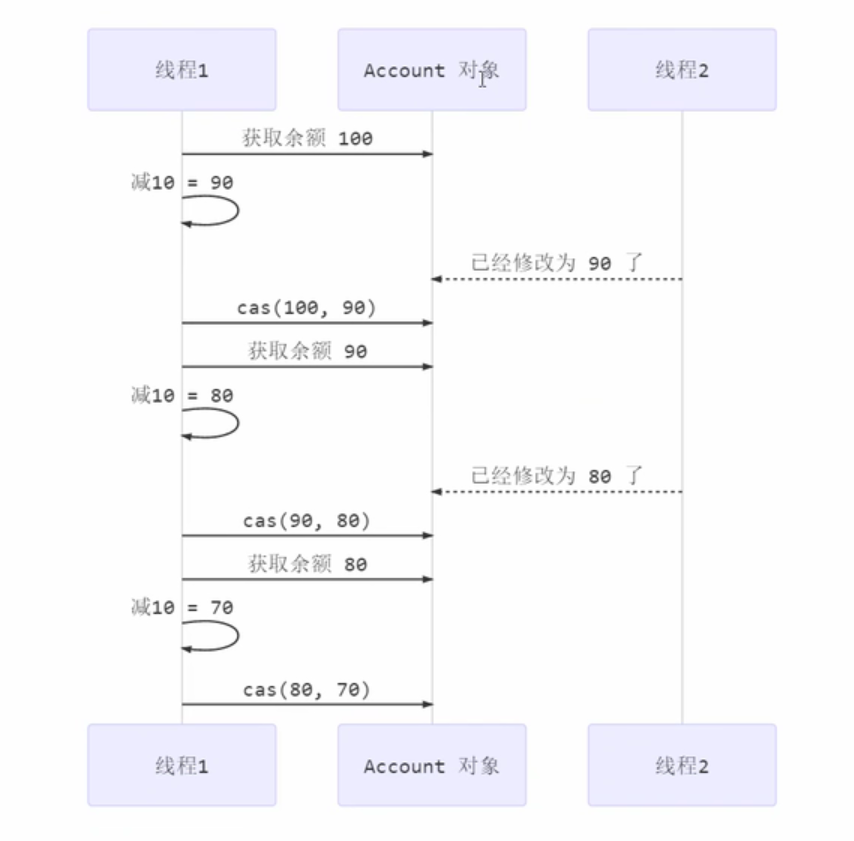 线程1
Account 对象
线程2
获取余额 100
减10 = 90
已经修改为 90 了
cas(100, 90)
获取余额 90
减10 = 80
已经修改为 80 了
cas(90, 80)
获取余额 80
减10 = 70
cas(80, 70)
线程1
Account 对象
线程2